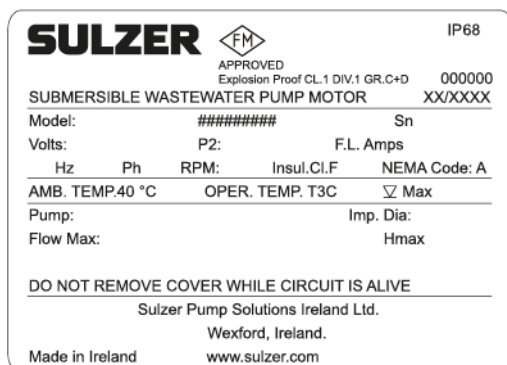 SULZER FM IP68
APPROVED
Explosion Proof CL.1 DIV.1 GR.C+D 000000
SUBMERSIBLE WASTEWATER PUMP MOTOR XX/XXXX
Model: ######### Sn
Volts: P2: F.L. Amps
Hz Ph RPM: Insul.Cl.F NEMA Code: A
AMB. TEMP.40 °C OPER. TEMP. T3C ▽ Max
Pump: Imp. Dia:
Flow Max: Hmax
DO NOT REMOVE COVER WHILE CIRCUIT IS ALIVE
Sulzer Pump Solutions Ireland Ltd.
Wexford, Ireland.
Made in Ireland www.sulzer.com